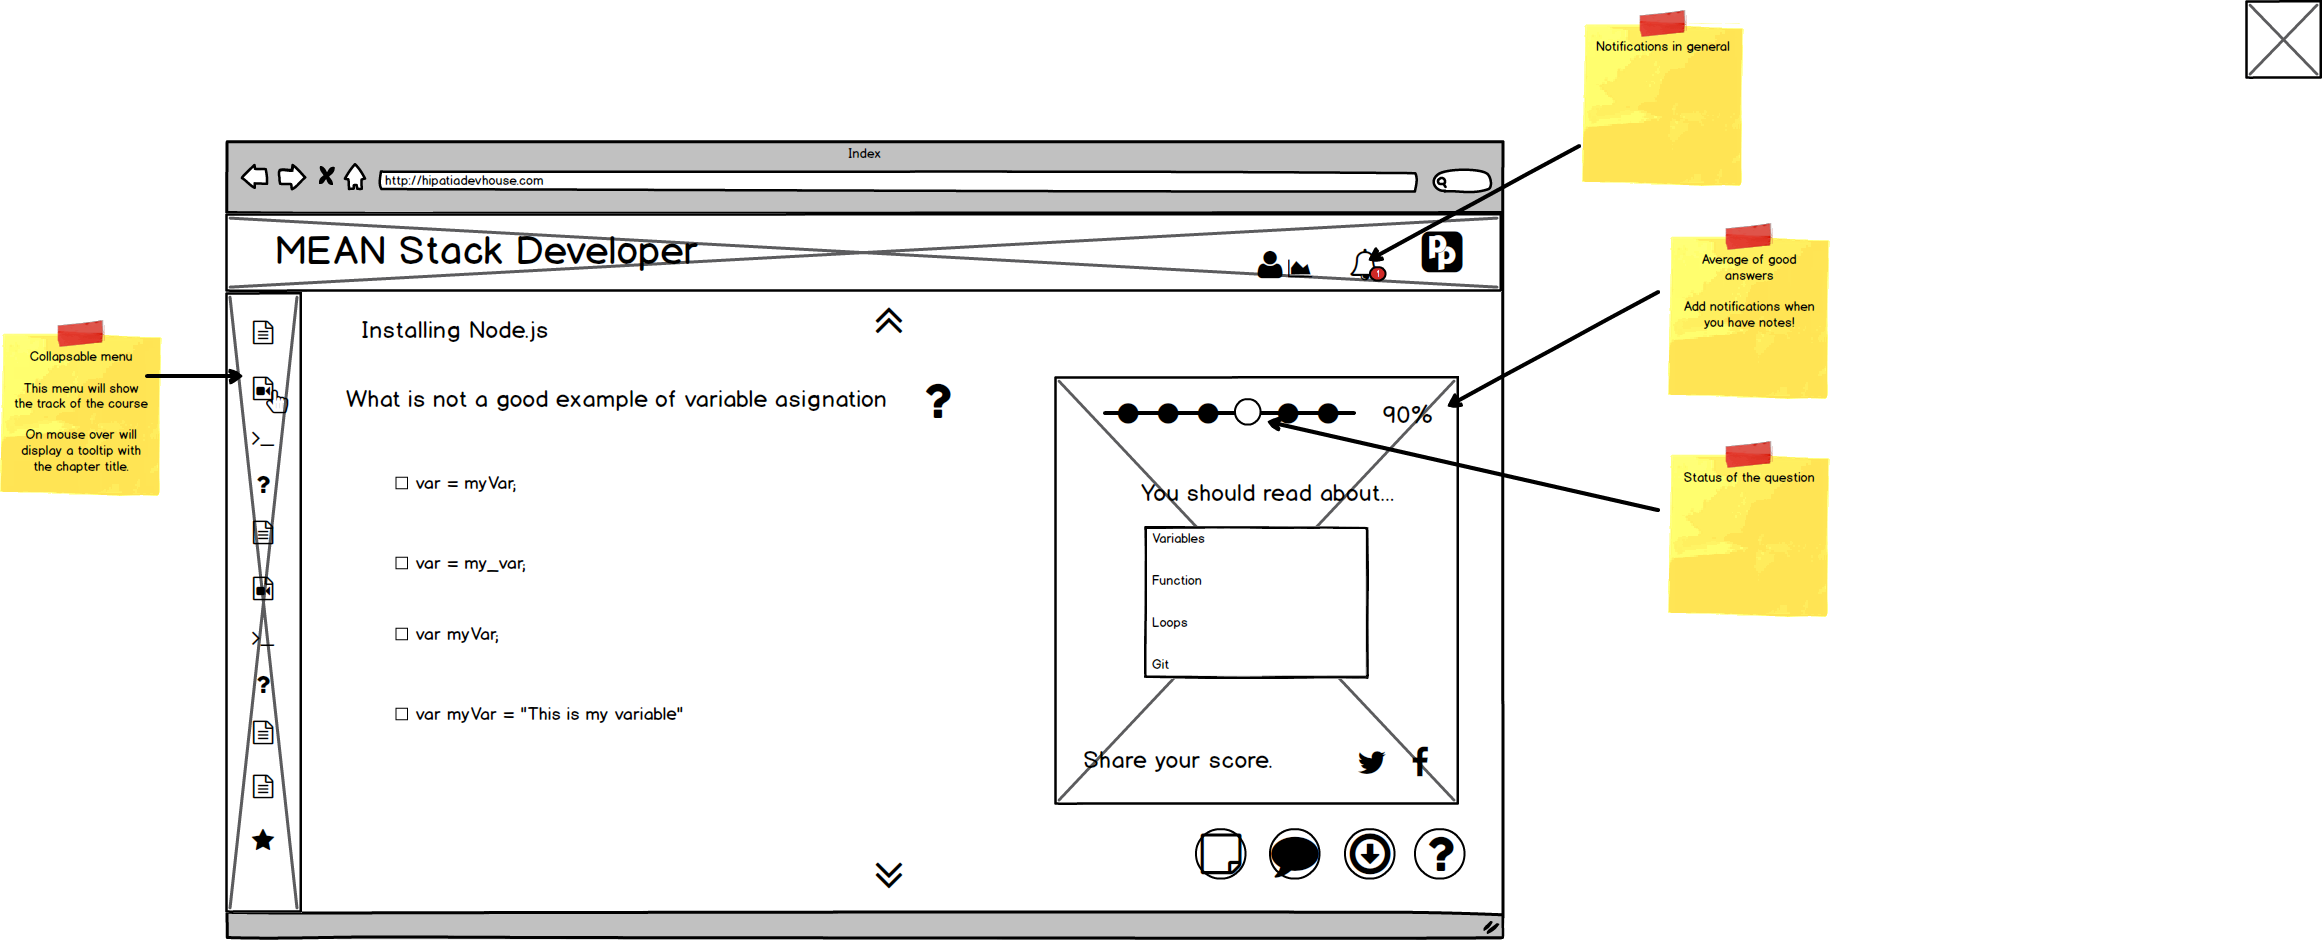 Notifications in general
Index
http://hipatiadevhouse.com
MEAN Stack Developer
1
Pp
Average of good
answers
Add notifications when
you have notes!
Collapsable menu
This menu will show
the track of the course
On mouse over will
display a tooltip with
the chapter title.
Installing Node.js
What is not a good example of variable asignation
?
90%
>_
?
var = myVar;
var = my_var;
var myVar;
var myVar = "This is my variable"
>_
?
You should read about...
Variables
Function
Loops
Git
Status of the question
Share your score.
f
?